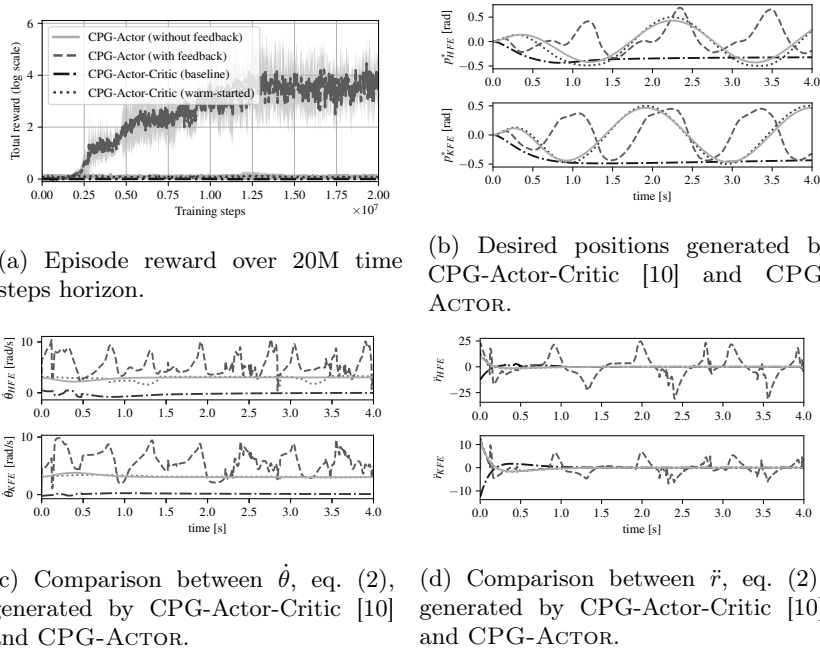 6
4
2
0
Total reward (log scale)
CPG-Actor (without feedback)
CPG-Actor (with feedback)
CPG-Actor-Critic (baseline)
CPG-Actor-Critic (warm-started)
0.00 0.25 0.50 0.75 1.00 1.25 1.50 1.75 2.00
Training steps
×10⁷
(a) Episode reward over 20M time
steps horizon.
0.5
0.0
−0.5
p*HFE [rad]
0.0 0.5 1.0 1.5 2.0 2.5 3.0 3.5 4.0
0.5
0.0
−0.5
p*KFE [rad]
0.0 0.5 1.0 1.5 2.0 2.5 3.0 3.5 4.0
time [s]
(b) Desired positions generated b
CPG-Actor-Critic [10] and CPG
ACTOR.
10
0
θ̇HFE [rad/s]
0.0 0.5 1.0 1.5 2.0 2.5 3.0 3.5 4.0
10
5
0
θ̇KFE [rad/s]
0.0 0.5 1.0 1.5 2.0 2.5 3.0 3.5 4.0
time [s]
c) Comparison between θ̇, eq. (2),
generated by CPG-Actor-Critic [10]
and CPG-ACTOR.
25
0
−25
r̈HFE
0.0 0.5 1.0 1.5 2.0 2.5 3.0 3.5 4.0
10
0
−10
r̈KFE
0.0 0.5 1.0 1.5 2.0 2.5 3.0 3.5 4.0
time [s]
(d) Comparison between r̈, eq. (2)
generated by CPG-Actor-Critic [10]
and CPG-ACTOR.